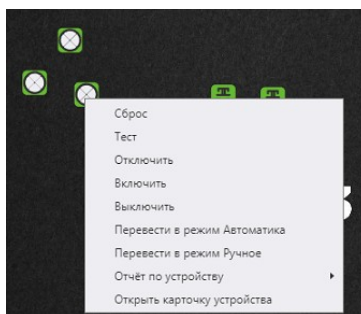 Сброс
Тест
Отключить
Включить
Выключить
Перевести в режим Автоматика
Перевести в режим Ручное
Отчёт по устройству
Открыть карточку устройства